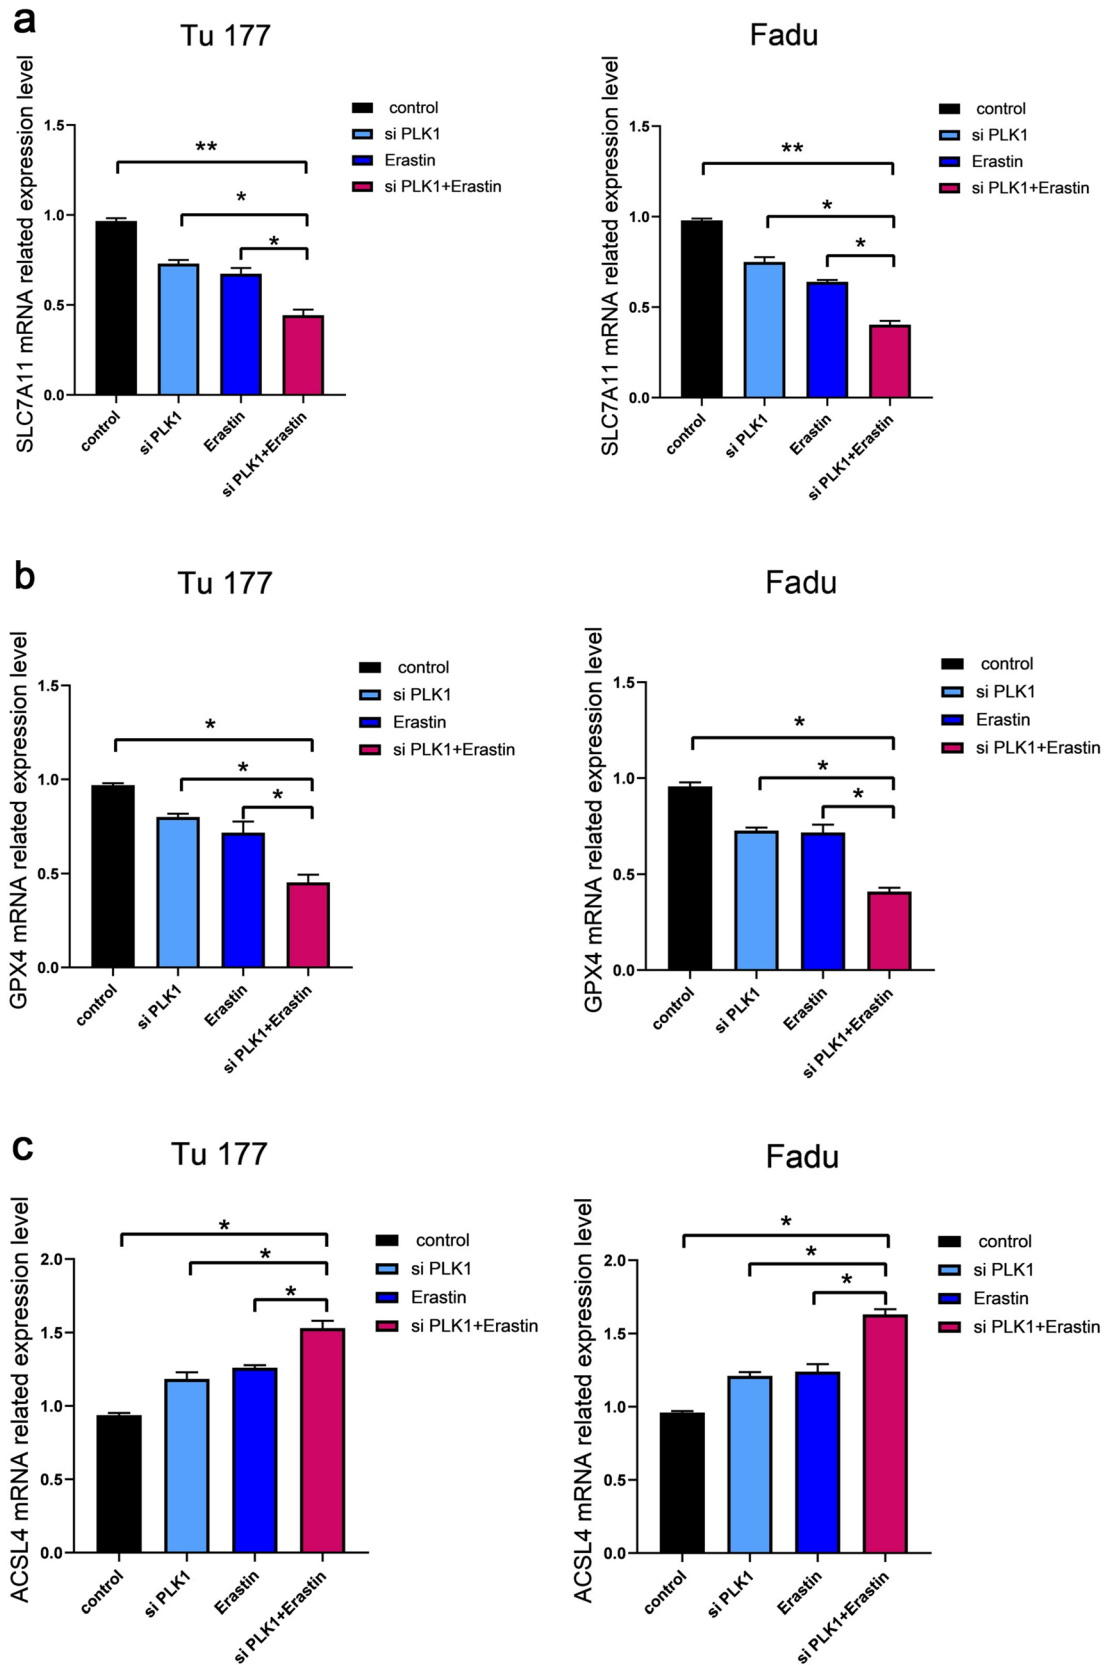 a
Tu 177
SLC7A11 mRNA related expression level
1.5
1.0
0.5
0.0
**
*
*
control
si PLK1
Erastin
si PLK1+Erastin
control
si PLK1
Erastin
si PLK1+Erastin
Fadu
SLC7A11 mRNA related expression level
1.5
1.0
0.5
0.0
**
*
*
control
si PLK1
Erastin
si PLK1+Erastin
control
si PLK1
Erastin
si PLK1+Erastin
b
Tu 177
GPX4 mRNA related expression level
1.5
1.0
0.5
0.0
*
*
*
control
si PLK1
Erastin
si PLK1+Erastin
control
si PLK1
Erastin
si PLK1+Erastin
Fadu
GPX4 mRNA related expression level
1.5
1.0
0.5
0.0
*
*
*
control
si PLK1
Erastin
si PLK1+Erastin
control
si PLK1
Erastin
si PLK1+Erastin
c
Tu 177
ACSL4 mRNA related expression level
2.0
1.5
1.0
0.5
0.0
*
*
*
control
si PLK1
Erastin
si PLK1+Erastin
control
si PLK1
Erastin
si PLK1+Erastin
Fadu
ACSL4 mRNA related expression level
2.0
1.5
1.0
0.5
0.0
*
*
*
control
si PLK1
Erastin
si PLK1+Erastin
control
si PLK1
Erastin
si PLK1+Erastin